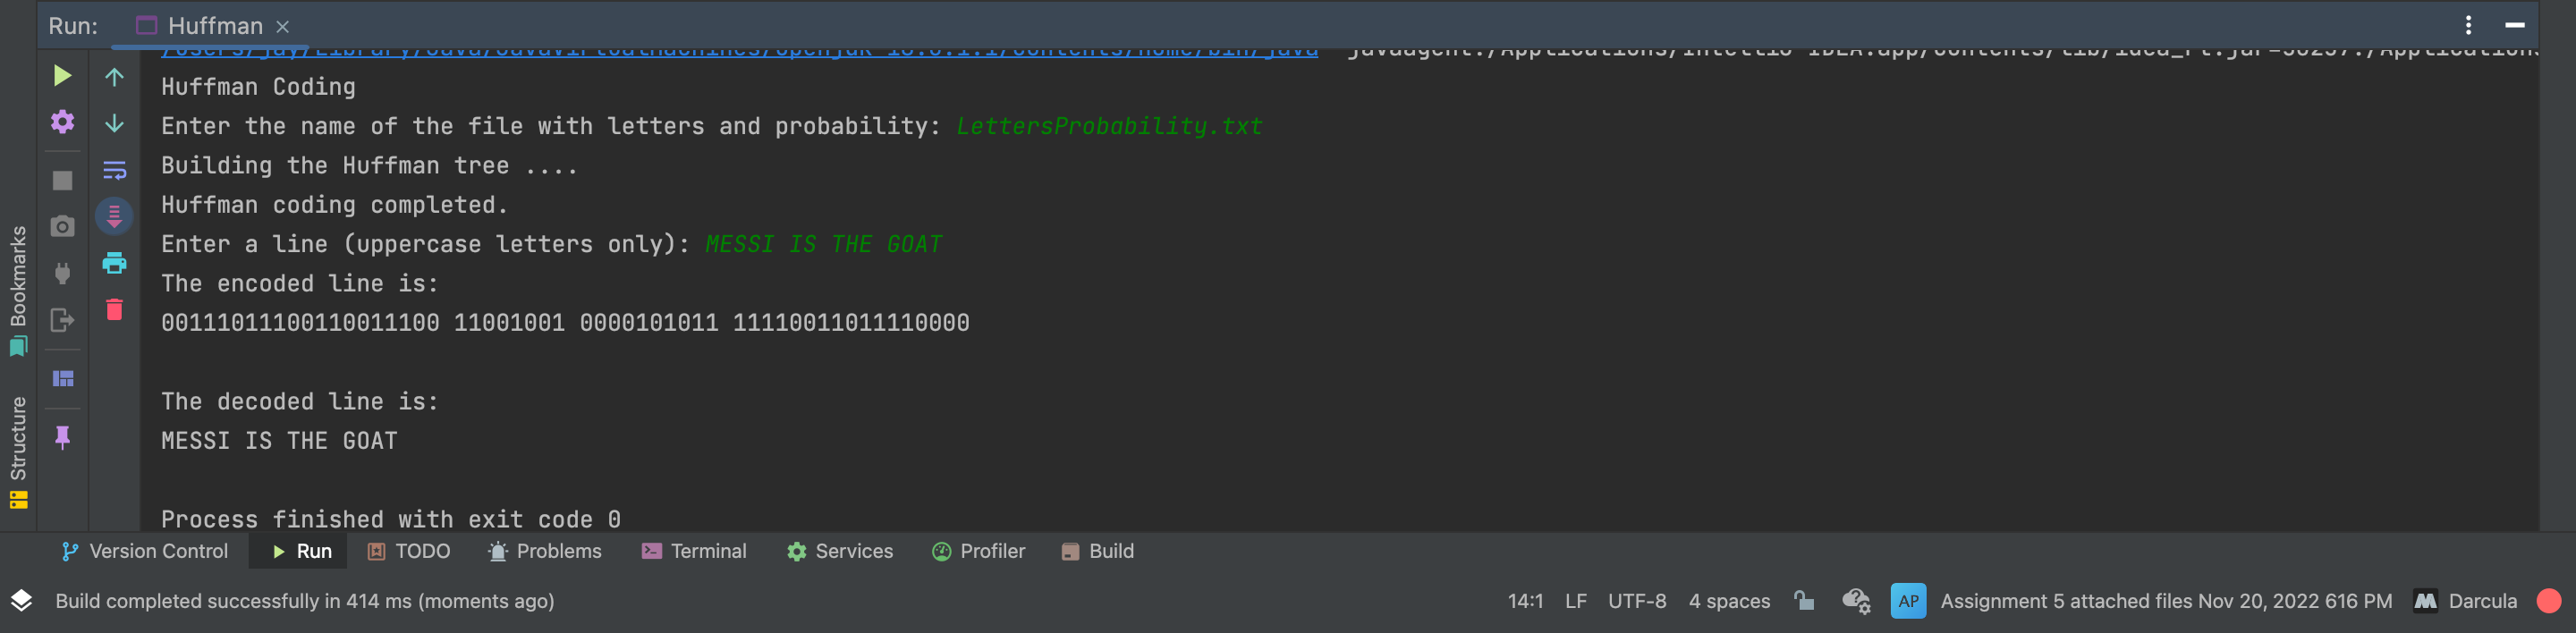 Run: Huffman
Huffman Coding
Enter the name of the file with letters and probability: LettersProbability.txt
Building the Huffman tree ....
Huffman coding completed.
Enter a line (uppercase letters only): MESSI IS THE GOAT
The encoded line is:
00111011100110011100 11001001 0000101011 11110011011110000
The decoded line is:
MESSI IS THE GOAT
Process finished with exit code 0
Bookmarks
Structure
Version Control Run TODO Problems Terminal Services Profiler Build
Build completed successfully in 414 ms (moments ago) 14:1 LF UTF-8 4 spaces AP Assignment 5 attached files Nov 20, 2022 616 PM Darcula